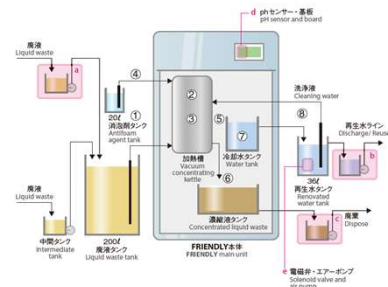 d phセンサー・基板
pH sensor and board
廃液
Liquid waste
a
④
洗浄液
Cleaning water
②
①
20ℓ
消泡剤タンク
Antifoam
agent tank
③
⑤
⑦
⑧
再生水ライン
Discharge/Reuse
b
冷却水タンク
Water tank
加熱槽
Vacuum
concentrating
kettle
36ℓ
再生水タンク
Renovated
water tank
⑥
廃液
Liquid waste
濃縮液タンク
Concentrated liquid waste
廃棄
Dispose
c
中間タンク
Intermediate
tank
200ℓ
廃液タンク
Liquid waste tank
FRIENDLY本体
FRIENDLY main unit
e 電磁弁・エアーポンプ
Solenoid valve and
air pump